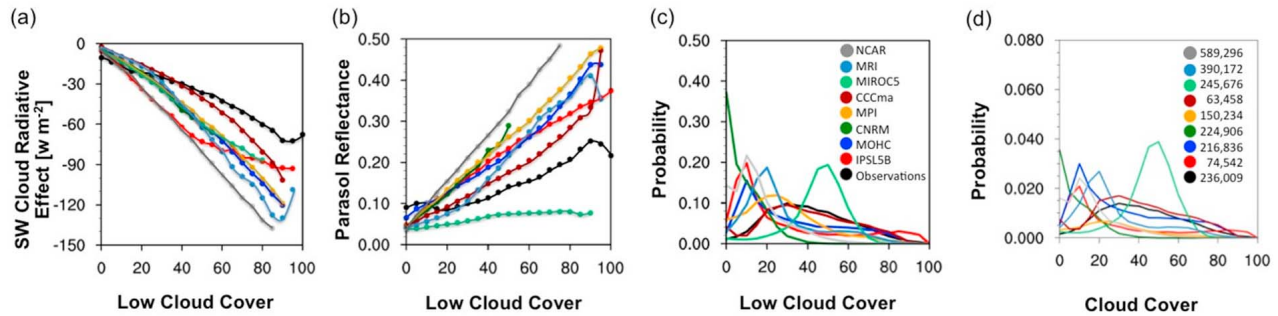 (a)
SW Cloud Radiative
Effect [w m⁻²]
0
-30
-60
-90
-120
-150
0 20 40 60 80 100
Low Cloud Cover
(b)
Parasol Reflectance
0.50
0.40
0.30
0.20
0.10
0.00
0 20 40 60 80 100
Low Cloud Cover
(c)
Probability
0.50
0.40
0.30
0.20
0.10
0.00
NCAR
MRI
MIROC5
CCCma
MPI
CNRM
MOHC
IPSL5B
Observations
0 20 40 60 80 100
Low Cloud Cover
(d)
Probability
0.080
0.060
0.040
0.020
0.000
589,296
390,172
245,676
63,458
150,234
224,906
216,836
74,542
236,009
0 20 40 60 80 100
Cloud Cover